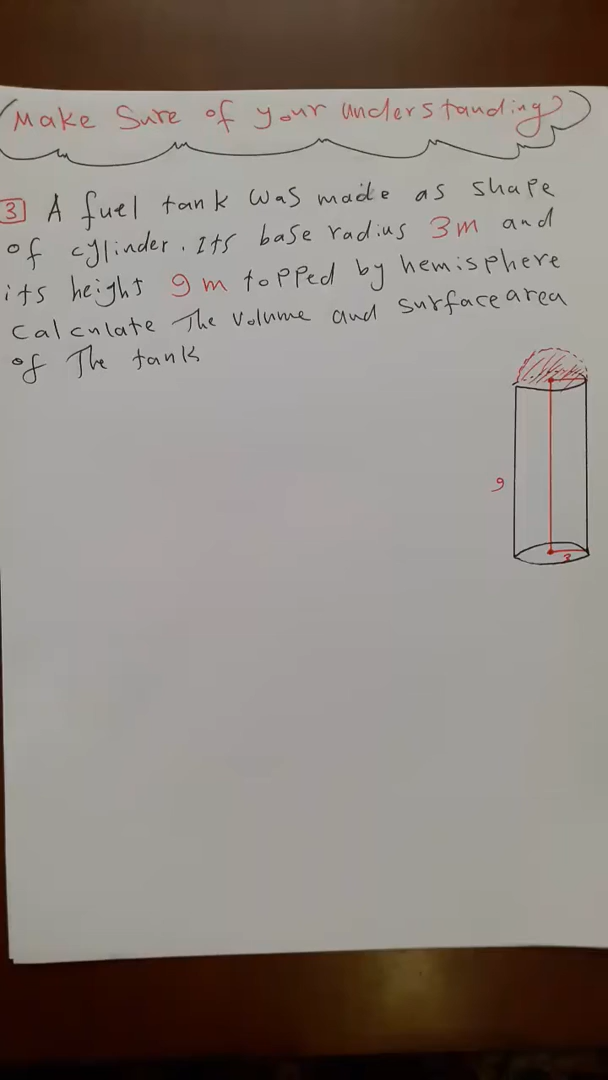 Make Sure of your understanding?
3 A fuel tank was made as shape
of cylinder. Its base radius 3m and
its height 9m topped by hemisphere
Calculate The volume and surface area
of The tank
9
3